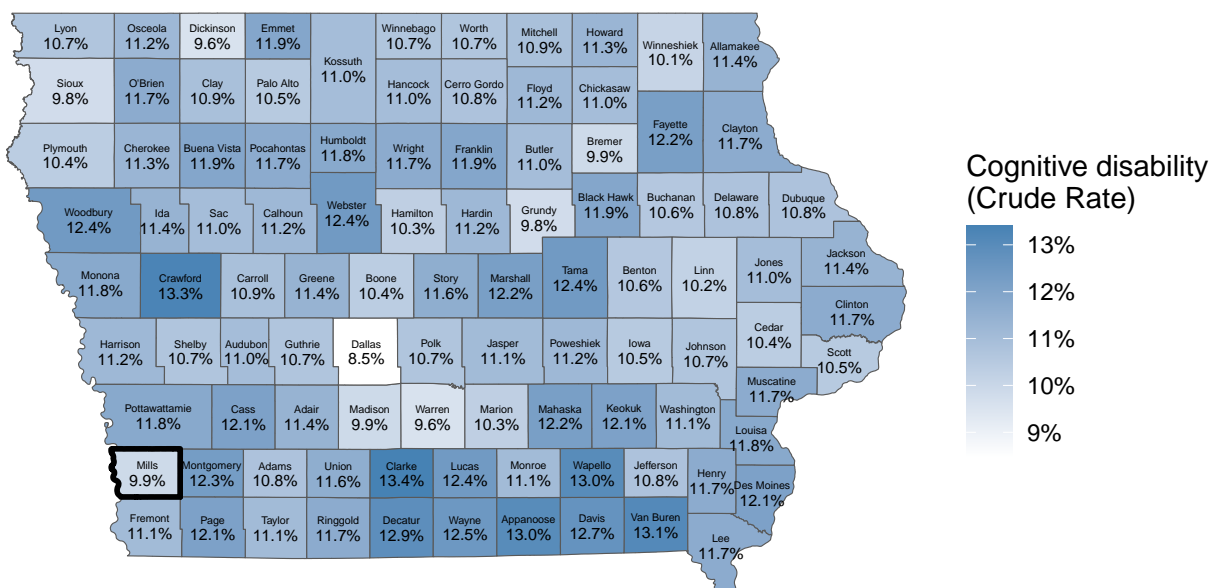 Lyon
10.7%
Osceola
11.2%
Dickinson
9.6%
Emmet
11.9%
Kossuth
11.0%
Winnebago
10.7%
Worth
10.7%
Mitchell
10.9%
Howard
11.3%
Winneshiek
10.1%
Allamakee
11.4%
Sioux
9.8%
O'Brien
11.7%
Clay
10.9%
Palo Alto
10.5%
Hancock
11.0%
Cerro Gordo
10.8%
Floyd
11.2%
Chickasaw
11.0%
Plymouth
10.4%
Cherokee
11.3%
Buena Vista
11.9%
Pocahontas
11.7%
Humboldt
11.8%
Wright
11.7%
Franklin
11.9%
Butler
11.0%
Bremer
9.9%
Fayette
12.2%
Clayton
11.7%
Woodbury
12.4%
Ida
11.4%
Sac
11.0%
Calhoun
11.2%
Webster
12.4%
Hamilton
10.3%
Hardin
11.2%
Grundy
9.8%
Black Hawk
11.9%
Buchanan
10.6%
Delaware
10.8%
Dubuque
10.8%
Monona
11.8%
Crawford
13.3%
Carroll
10.9%
Greene
11.4%
Boone
10.4%
Story
11.6%
Marshall
12.2%
Tama
12.4%
Benton
10.6%
Linn
10.2%
Jones
11.0%
Jackson
11.4%
Clinton
11.7%
Harrison
11.2%
Shelby
10.7%
Audubon
11.0%
Guthrie
10.7%
Dallas
8.5%
Polk
10.7%
Jasper
11.1%
Poweshiek
11.2%
Iowa
10.5%
Johnson
10.7%
Cedar
10.4%
Scott
10.5%
Muscatine
11.7%
Pottawattamie
11.8%
Cass
12.1%
Adair
11.4%
Madison
9.9%
Warren
9.6%
Marion
10.3%
Mahaska
12.2%
Keokuk
12.1%
Washington
11.1%
Louisa
11.8%
Mills
9.9%
Montgomery
12.3%
Adams
10.8%
Union
11.6%
Clarke
13.4%
Lucas
12.4%
Monroe
11.1%
Wapello
13.0%
Jefferson
10.8%
Henry
11.7%
Des Moines
12.1%
Fremont
11.1%
Page
12.1%
Taylor
11.1%
Ringgold
11.7%
Decatur
12.9%
Wayne
12.5%
Appanoose
13.0%
Davis
12.7%
Van Buren
13.1%
Lee
11.7%
Cognitive disability
(Crude Rate)
13%
12%
11%
10%
9%